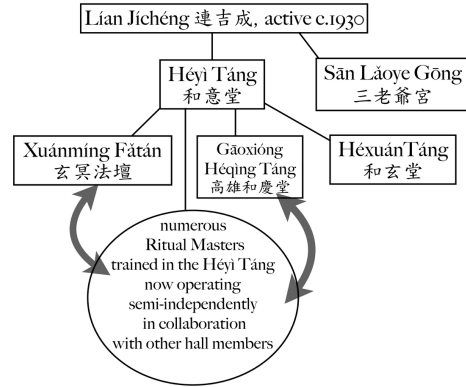 Lían Jíchéng 連吉成, active c.1930
Héyì Táng
和意堂
Sān Lǎoye Gōng
三老爺宮
Xuánmíng Fǎtán
玄冥法壇
Gāoxióng
Héqìng Táng
高雄和慶堂
HéxuánTáng
和玄堂
numerous
Ritual Masters
trained in the Héyì Táng
now operating
semi-independently
in collaboration
with other hall members